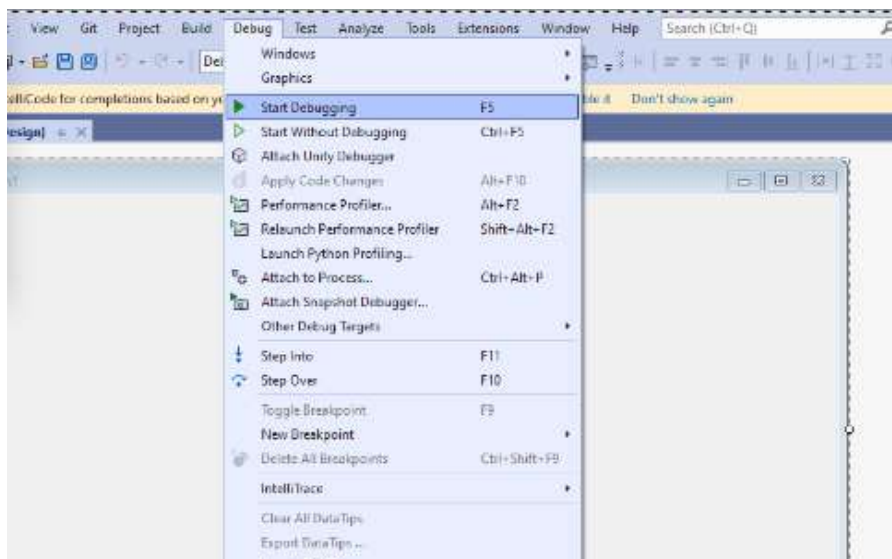 View Git Project Build Debug Test Analyze Tools Extensions Window Help Search (Ctrl+Q)
Windows
Graphics
elliCode for completions based on Don't show again
Start Debugging F5
esign]
Start Without Debugging Ctrl+F5
Attach Unity Debugger
Apply Code Changes Alt+F10
Performance Profiler... Alt+F2
Relaunch Performance Profiler Shift+Alt+F2
Launch Python Profiling...
Attach to Process... Ctrl+Alt+P
Attach Snapshot Debugger...
Other Debug Targets
Step Into F11
Step Over F10
Toggle Breakpoint F9
New Breakpoint
Delete All Breakpoints Ctrl+Shift+F9
IntelliTrace
Clear All DataTips
Export DataTips ...